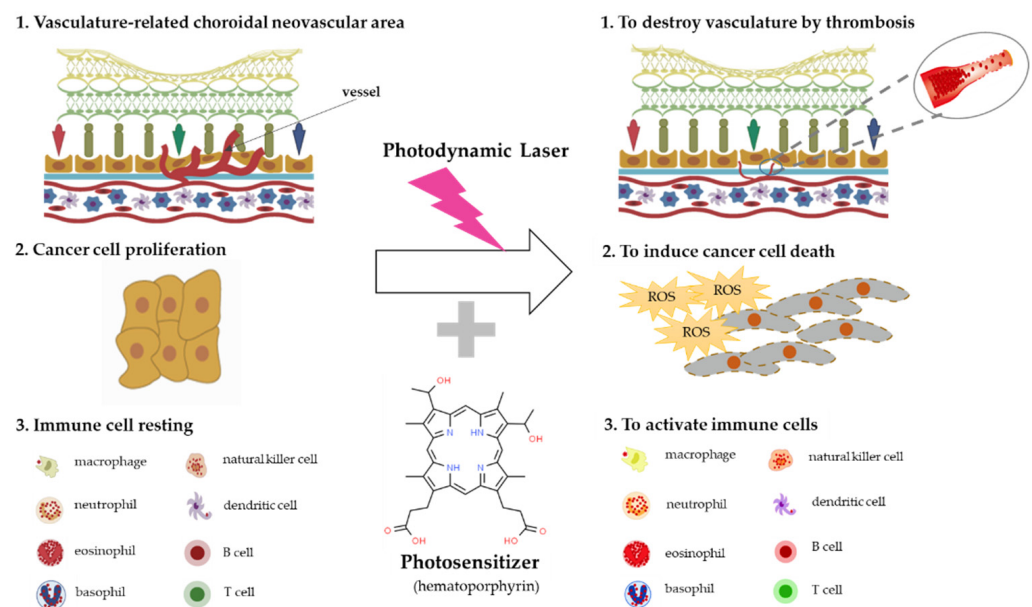 1. Vasculature-related choroidal neovascular area
vessel
2. Cancer cell proliferation
3. Immune cell resting
macrophage
natural killer cell
neutrophil
dendritic cell
eosinophil
B cell
basophil
T cell
Photodynamic Laser
OH
N
HN
OH
NH
N
O
OH
HO
O
Photosensitizer
(hematoporphyrin)
1. To destroy vasculature by thrombosis
2. To induce cancer cell death
ROS
ROS
ROS
3. To activate immune cells
macrophage
natural killer cell
neutrophil
dendritic cell
eosinophil
B cell
basophil
T cell